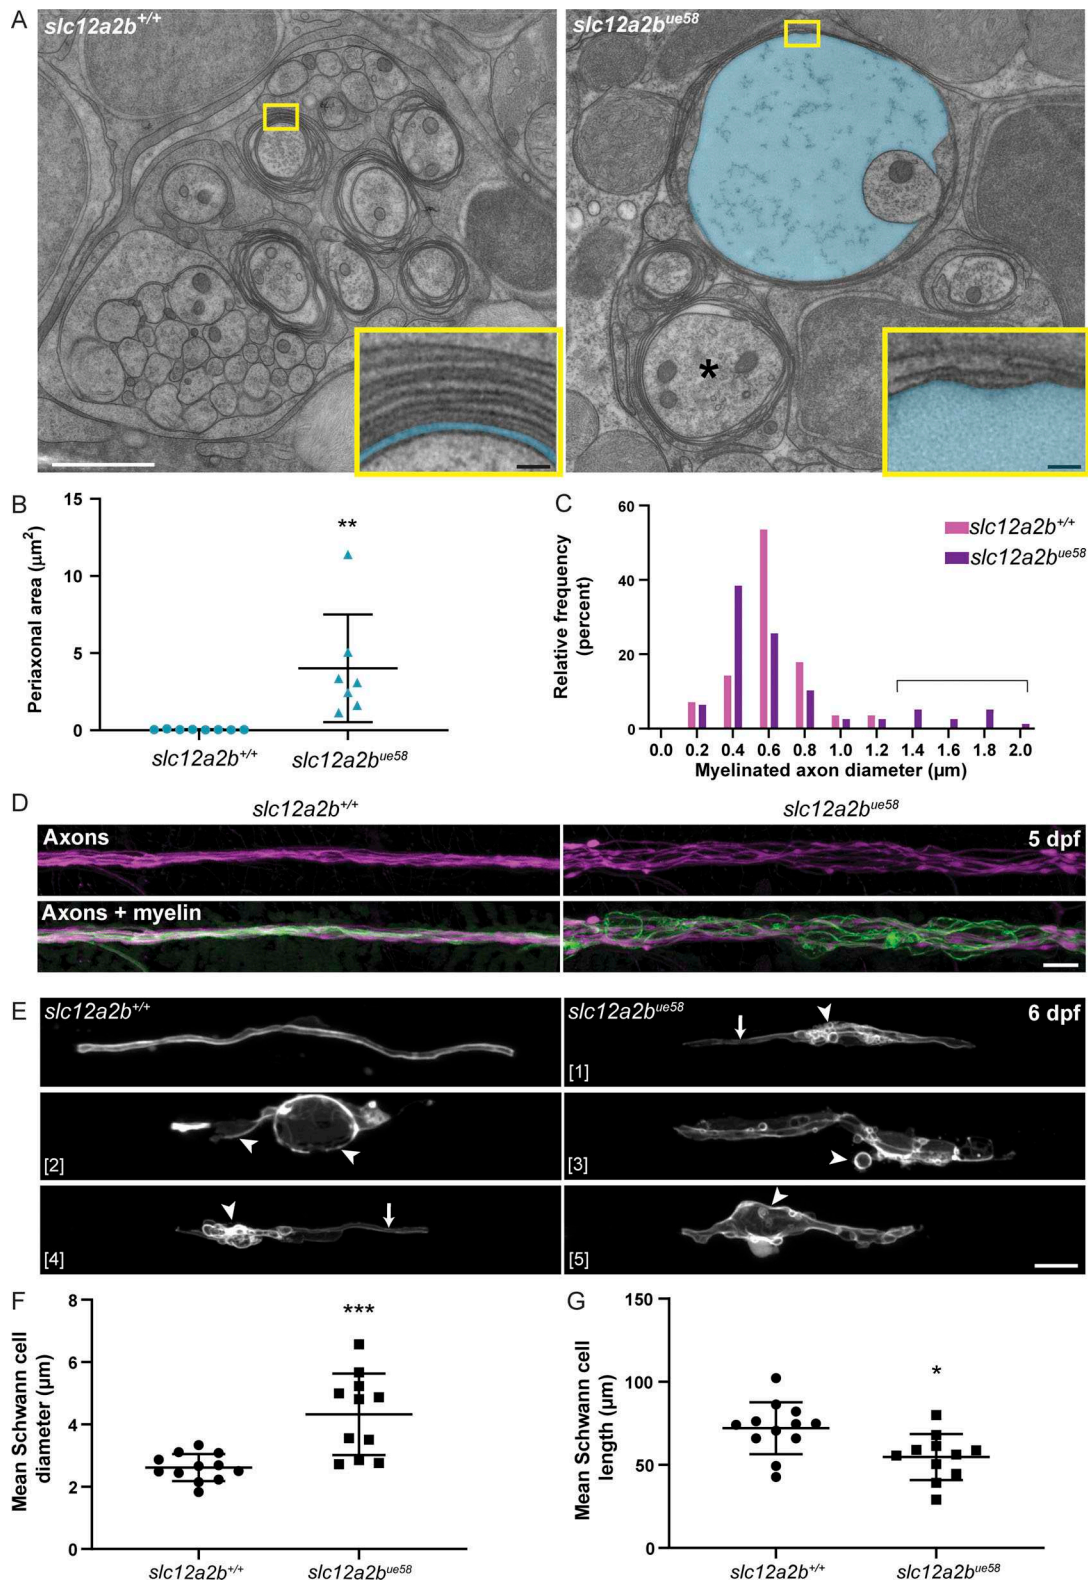 A
slc12a2b+/+
slc12a2bue58
*
B
15
10
5
0
Periaxonal area (μm2)
**
slc12a2b+/+
slc12a2bue58
C
60
40
20
0
Relative frequency
(percent)
slc12a2b+/+
slc12a2bue58
0.0 0.2 0.4 0.6 0.8 1.0 1.2 1.4 1.6 1.8 2.0
Myelinated axon diameter (μm)
D
slc12a2b+/+
slc12a2bue58
Axons
5 dpf
Axons + myelin
E
slc12a2b+/+
slc12a2bue58
6 dpf
[1]
[2]
[3]
[4]
[5]
F
8
6
4
2
0
Mean Schwann cell
diameter (μm)
***
slc12a2b+/+
slc12a2bue58
G
150
100
50
0
Mean Schwann cell
length (μm)
*
slc12a2b+/+
slc12a2bue58